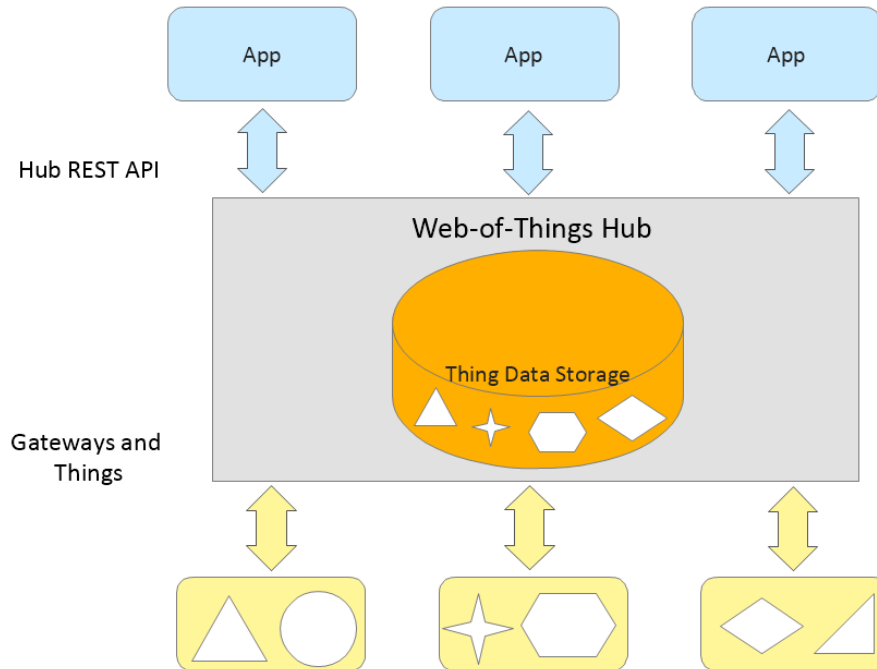 App
App
App
Hub REST API
Web-of-Things Hub
Thing Data Storage
Gateways and
Things